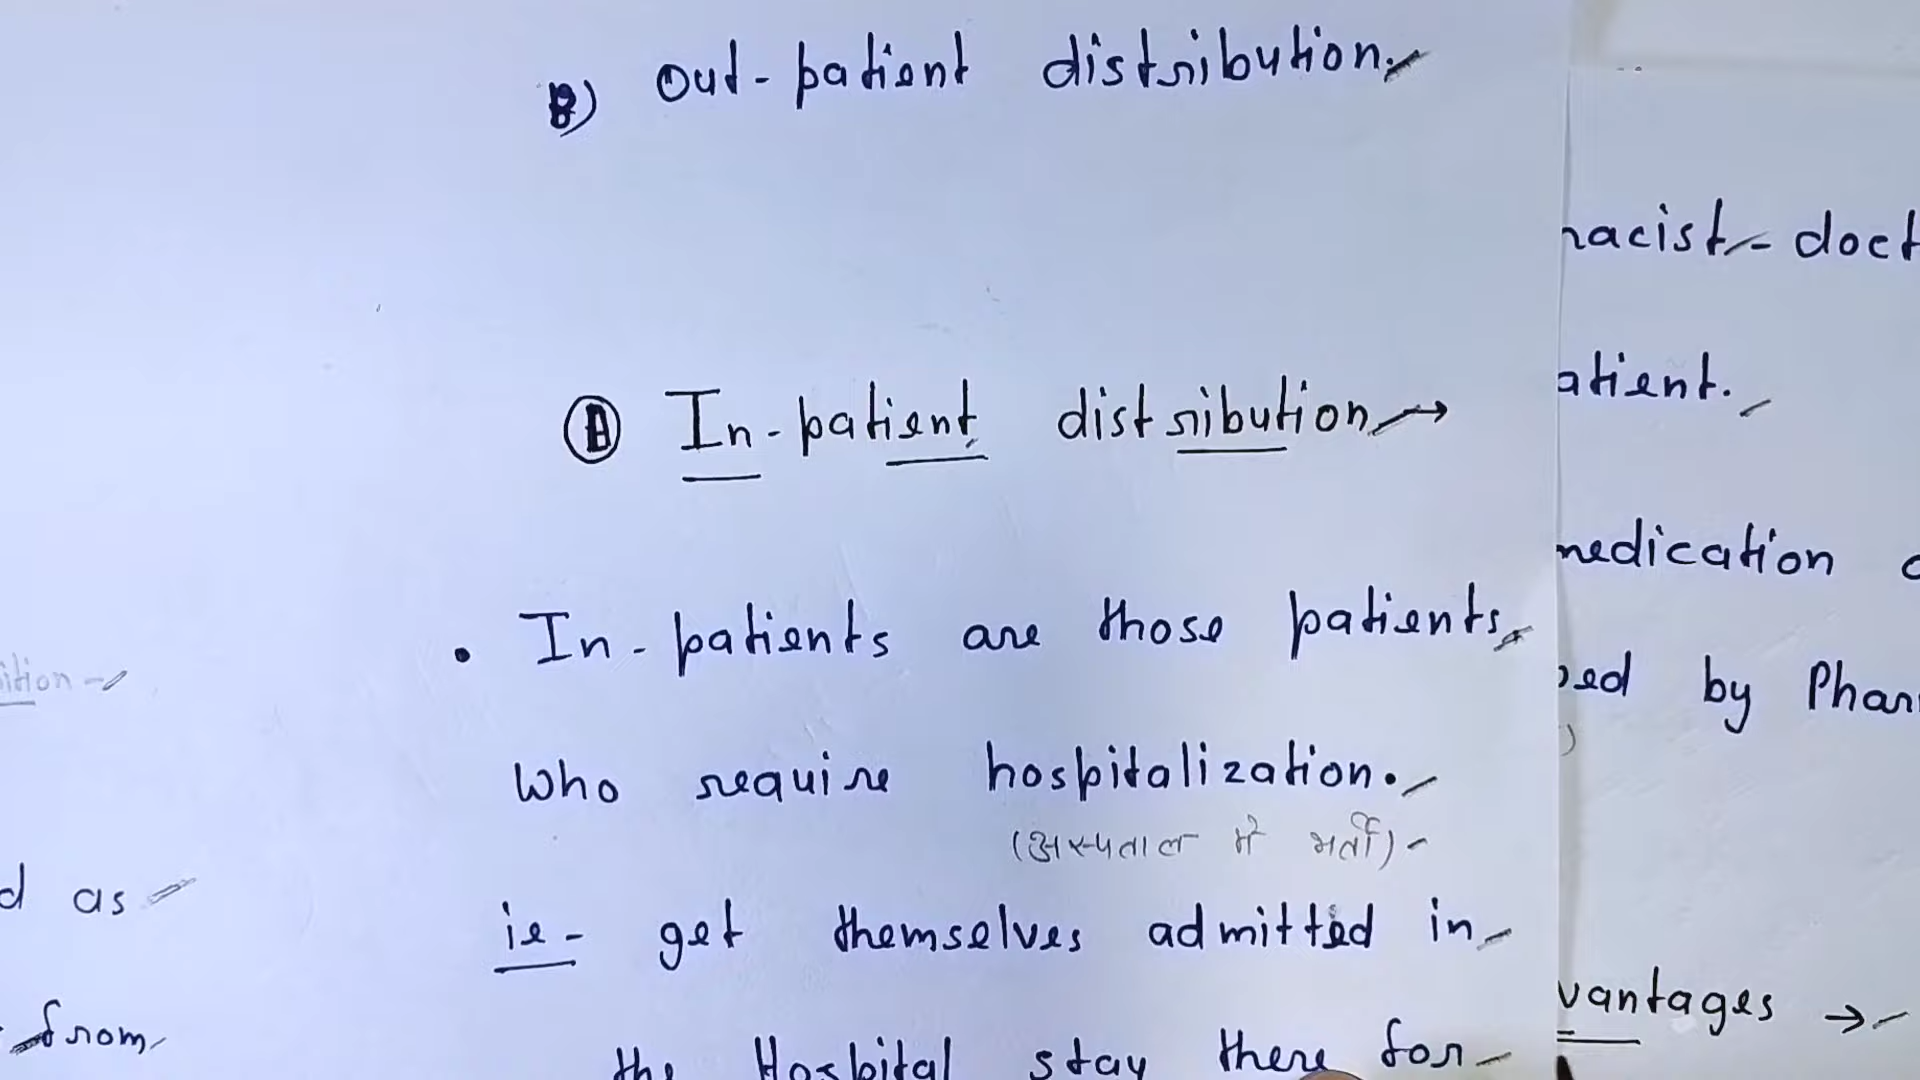 B) out-patient distribution.
A In-patient distribution →
• In-patients are those patients
who require hospitalization.
(अस्पताल में भर्ती)
ie- get themselves admitted in
the Hospital stay there for
d as
from
- doct
atient.
medication
by Phar
vantages →